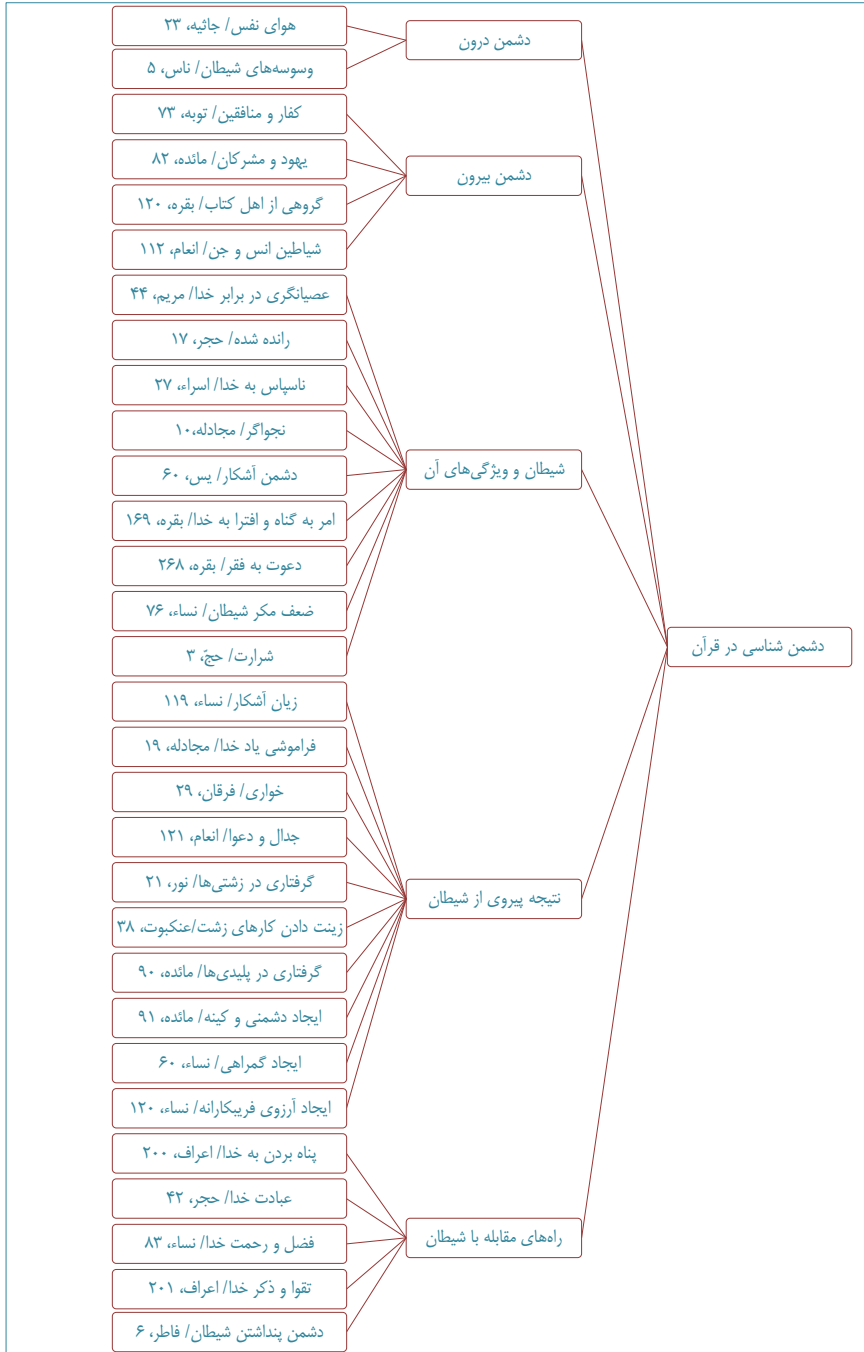 دشمن شناسی در قرآن
دشمن درون
هوای نفس/ جاثیه، ۲۳
وسوسه‌های شیطان/ ناس، ۵
دشمن بیرون
کفار و منافقین/ توبه، ۷۳
یهود و مشرکان/ مائده، ۸۲
گروهی از اهل کتاب/ بقره، ۱۲۰
شیاطین انس و جن/ انعام، ۱۱۲
شیطان و ویژگی‌های آن
عصیانگری در برابر خدا/ مریم، ۴۴
رانده شده/ حجر، ۱۷
ناسپاس به خدا/ اسراء، ۲۷
نجواگر/ مجادله،۱۰
دشمن آشکار/ یس، ۶۰
امر به گناه و افترا به خدا/ بقره، ۱۶۹
دعوت به فقر/ بقره، ۲۶۸
ضعف مکر شیطان/ نساء، ۷۶
شرارت/ حجّ، ۳
نتیجه پیروی از شیطان
زیان آشکار/ نساء، ۱۱۹
فراموشی یاد خدا/ مجادله، ۱۹
خواری/ فرقان، ۲۹
جدال و دعوا/ انعام، ۱۲۱
گرفتاری در زشتی‌ها/ نور، ۲۱
زینت دادن کارهای زشت/عنکبوت، ۳۸
گرفتاری در پلیدی‌ها/ مائده، ۹۰
ایجاد دشمنی و کینه/ مائده، ۹۱
ایجاد گمراهی/ نساء، ۶۰
ایجاد آرزوی فریبکارانه/ نساء، ۱۲۰
راه‌های مقابله با شیطان
پناه بردن به خدا/ اعراف، ۲۰۰
عبادت خدا/ حجر، ۴۲
فضل و رحمت خدا/ نساء، ۸۳
تقوا و ذکر خدا/ اعراف، ۲۰۱
دشمن پنداشتن شیطان/ فاطر، ۶